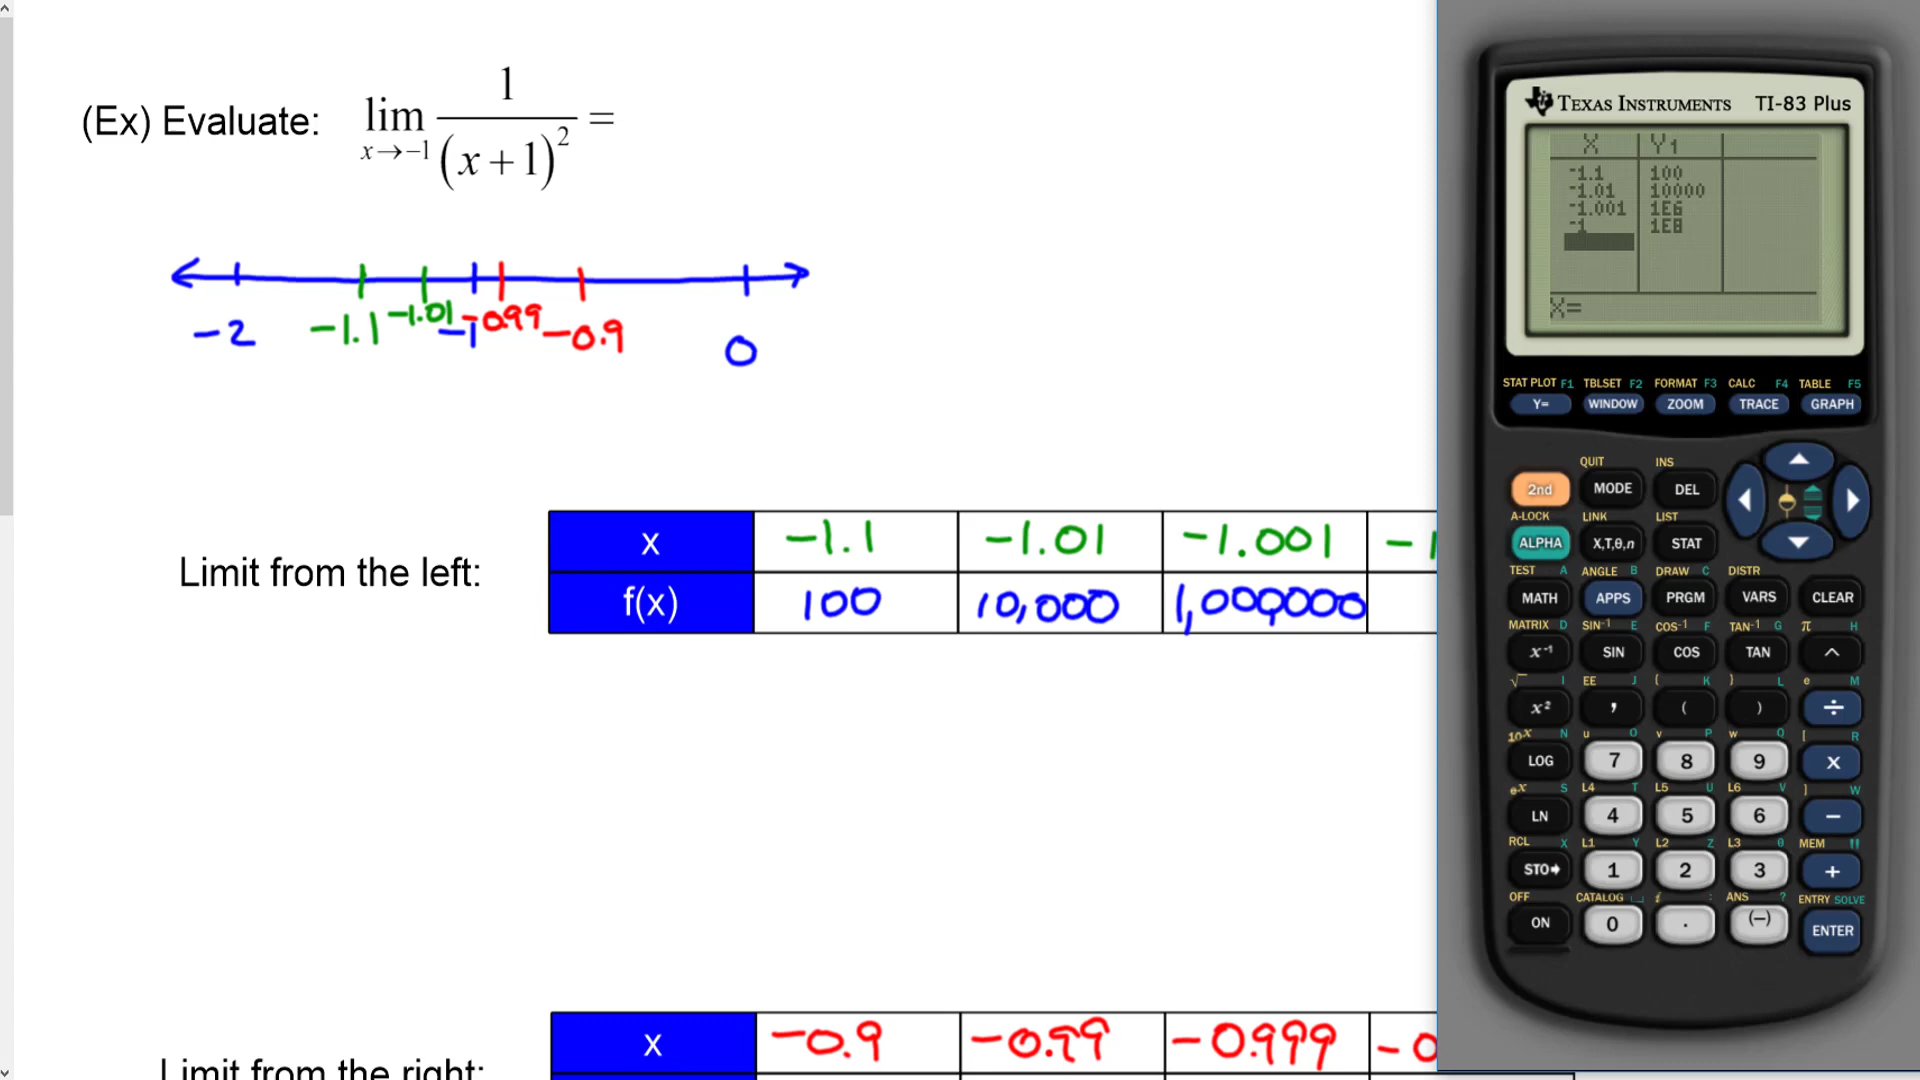 (Ex) Evaluate: lim x→-1 1/(x+1)² =
-2 -1.1 -1.01 -1 -0.99 -0.9 0
Limit from the left:
x -1.1 -1.01 -1.001 -1
f(x) 100 10,000 1,000,000
Limit from the right:
x -0.9 -0.99 -0.999 -0
TEXAS INSTRUMENTS TI-83 Plus
X Y1
-1.1 100
-1.01 10000
-1.001 1E6
-1 1E8
X=
STAT PLOT F1 TBLSET F2 FORMAT F3 CALC F4 TABLE F5
Y= WINDOW ZOOM TRACE GRAPH
QUIT INS
2nd MODE DEL
A-LOCK LINK LIST
ALPHA X,T,θ,n STAT
TEST A ANGLE B DRAW C DISTR
MATH APPS PRGM VARS CLEAR
MATRIX D SIN⁻¹ E COS⁻¹ F TAN⁻¹ G π H
x⁻¹ SIN COS TAN ^
√ I EE J { K } L e M
x² , ( ) ÷
10ˣ N u O v P w Q [ R
LOG 7 8 9 x
eˣ S L4 T L5 U L6 V ] W
LN 4 5 6 −
RCL X L1 Y L2 Z L3 θ MEM "
STO➡ 1 2 3 +
OFF CATALOG ⎵ i : ANS ? ENTRY SOLVE
ON 0 . (−) ENTER